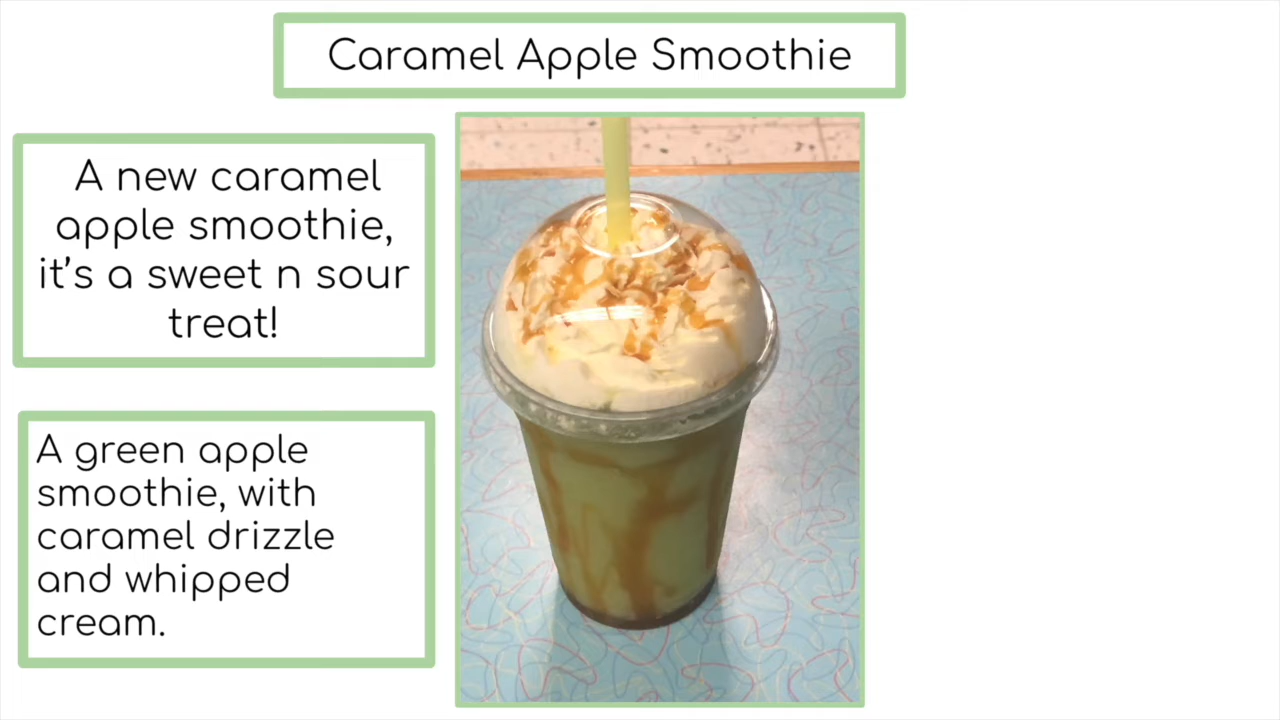 Caramel Apple Smoothie
A new caramel
apple smoothie,
it's a sweet n sour
treat!
A green apple
smoothie, with
caramel drizzle
and whipped
cream.